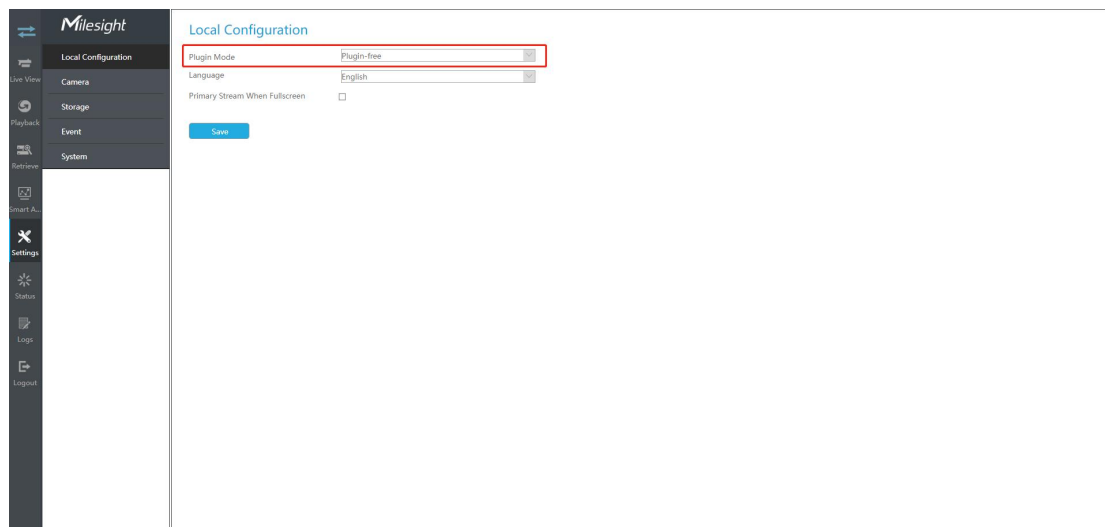 Milesight
Live View
Playback
Retrieve
Smart A...
Settings
Status
Logs
Logout
Local Configuration
Camera
Storage
Event
System
Local Configuration
Plugin Mode Plugin-free
Language English
Primary Stream When Fullscreen
Save